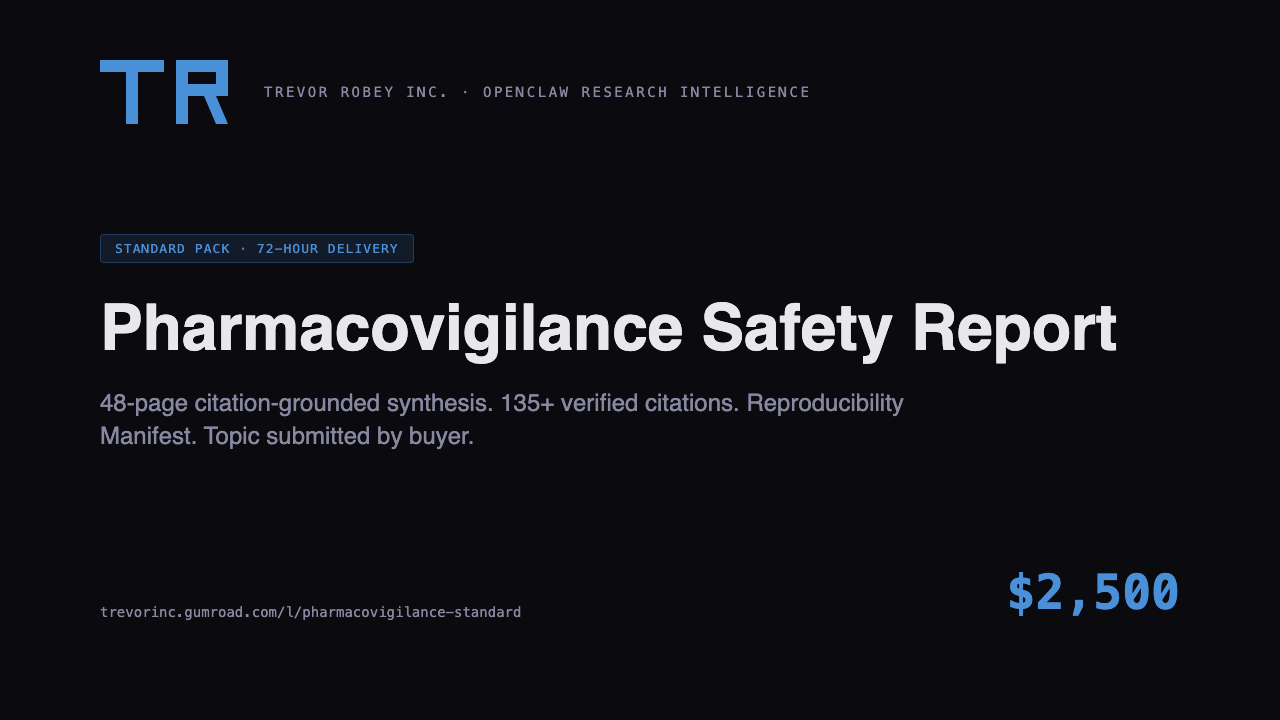 TR
TREVOR ROBEY INC. · OPENCLAW RESEARCH INTELLIGENCE
STANDARD PACK · 72-HOUR DELIVERY
Pharmacovigilance Safety Report
48-page citation-grounded synthesis. 135+ verified citations. Reproducibility
Manifest. Topic submitted by buyer.
trevorinc.gumroad.com/l/pharmacovigilance-standard
$2,500